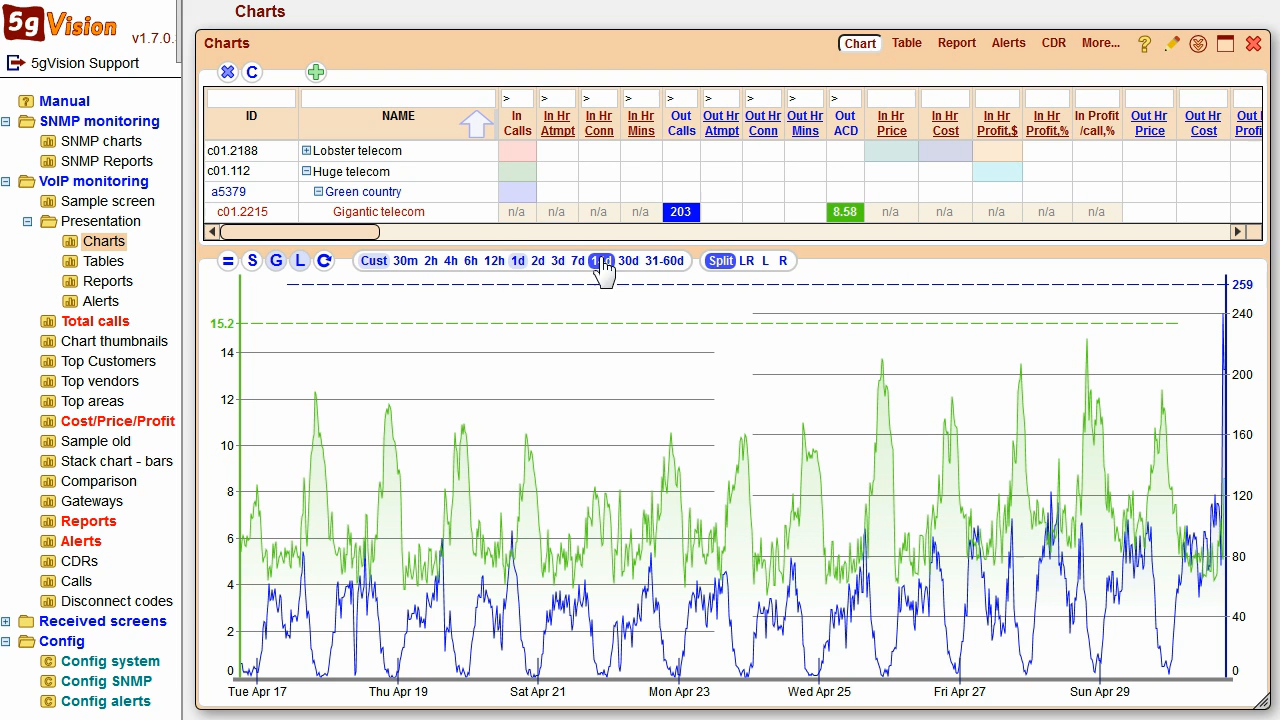 Charts
5gVision v1.7.0.
5gVision Support
Manual
SNMP monitoring
SNMP charts
SNMP Reports
VoIP monitoring
Sample screen
Presentation
Charts
Tables
Reports
Alerts
Total calls
Chart thumbnails
Top Customers
Top vendors
Top areas
Cost/Price/Profit
Sample old
Stack chart - bars
Comparison
Gateways
Reports
Alerts
CDRs
Calls
Disconnect codes
Received screens
Config
Config system
Config SNMP
Config alerts
Charts Chart Table Report Alerts CDR More... ?
C
> > > > > > > > >
ID NAME In Calls In Hr Atmpt In Hr Conn In Hr Mins Out Calls Out Hr Atmpt Out Hr Conn Out Hr Mins Out ACD In Hr Price In Hr Cost In Hr Profit,$ In Hr Profit,% In Profit /call,% Out Hr Price Out Hr Cost
c01.2188 Lobster telecom
c01.112 Huge telecom
a5379 Green country
c01.2215 Gigantic telecom n/a n/a n/a n/a 203 8.58 n/a n/a n/a n/a n/a
= S G L Cust 30m 2h 4h 6h 12h 1d 2d 3d 7d 30d 31-60d Split LR L R
259
240
15.2
14
200
12
160
10
8
120
6
80
4
40
2
0 0
Tue Apr 17 Thu Apr 19 Sat Apr 21 Mon Apr 23 Wed Apr 25 Fri Apr 27 Sun Apr 29